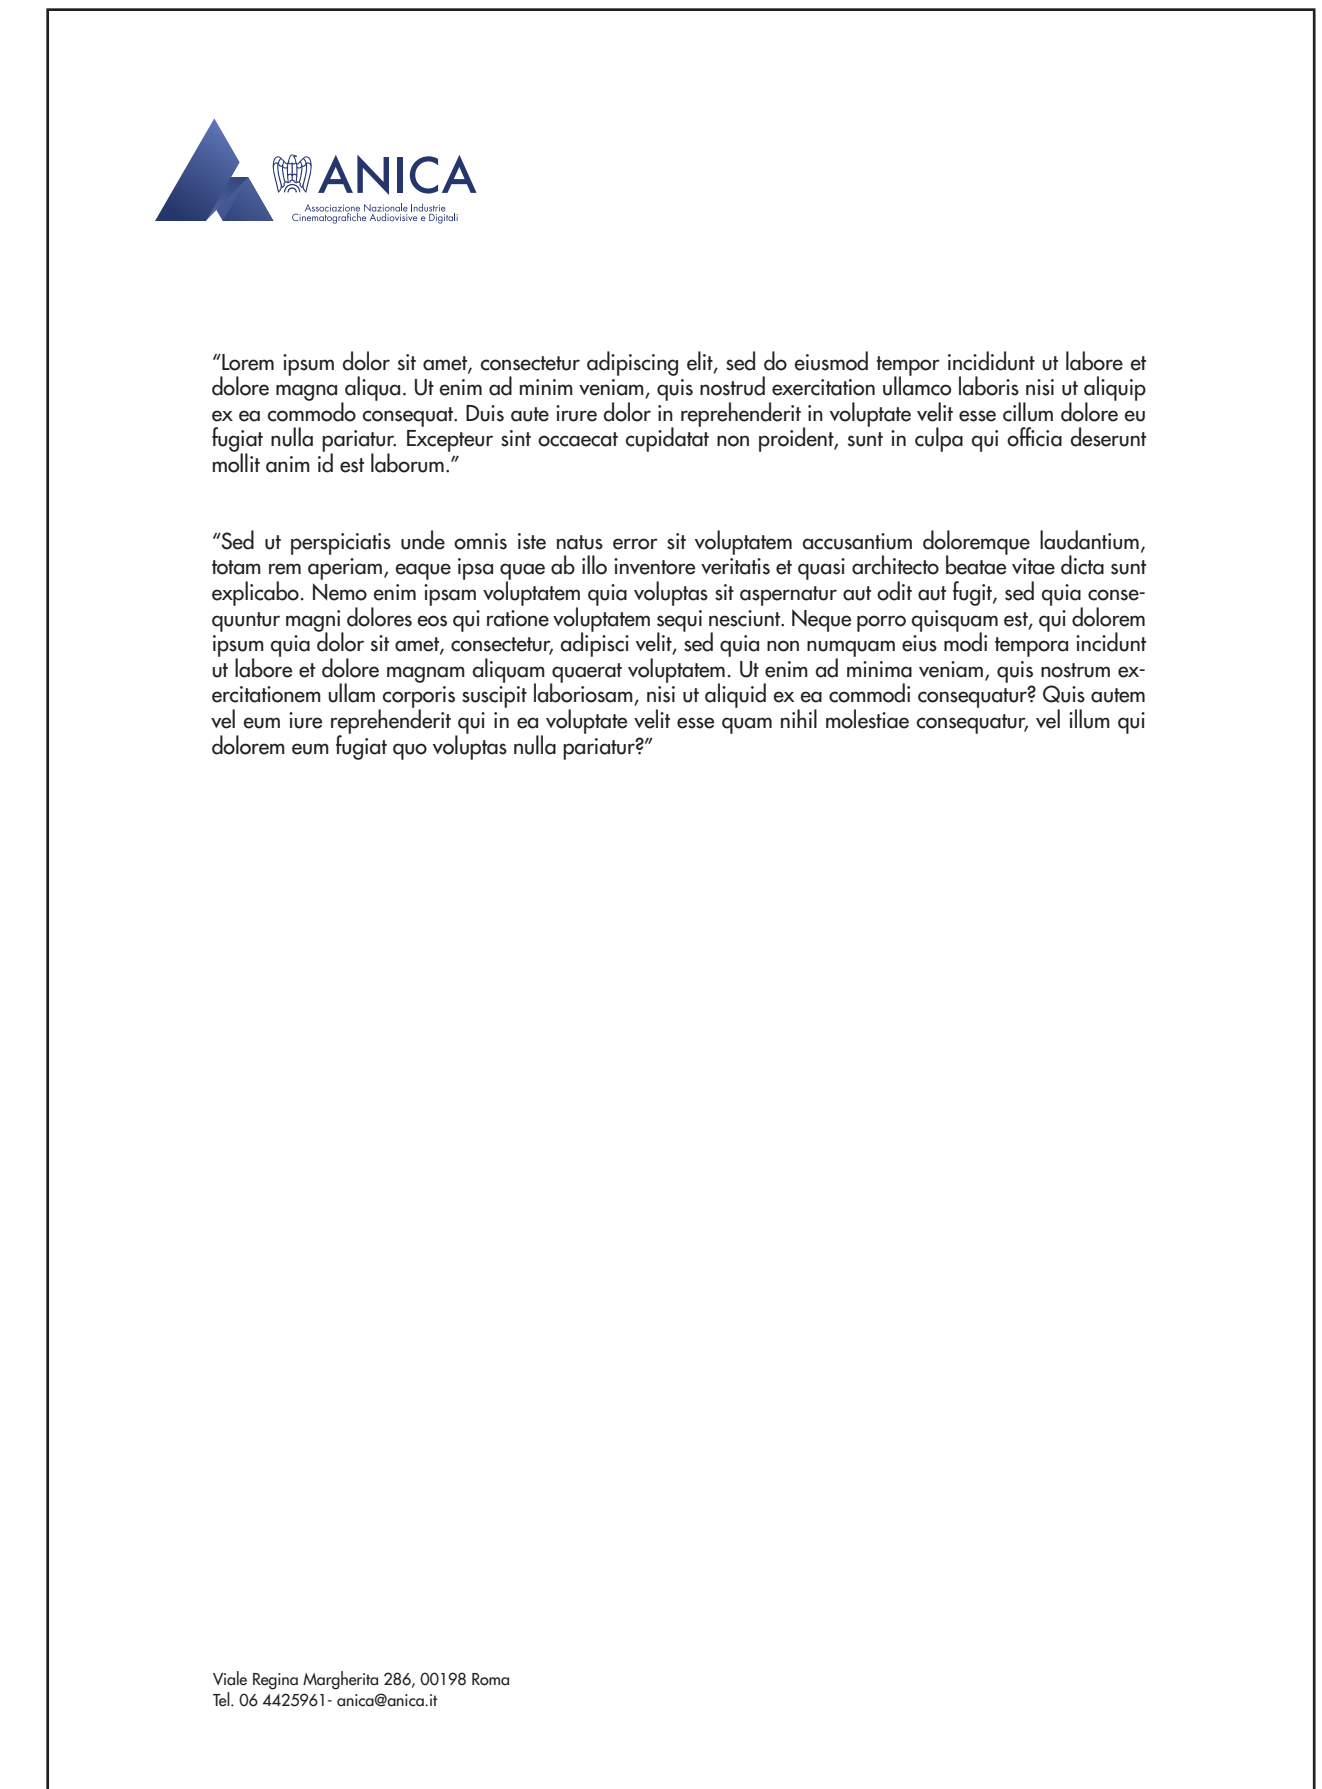 ANICA
Associazione Nazionale Industrie
Cinematografiche Audiovisive e Digitali
“Lorem ipsum dolor sit amet, consectetur adipiscing elit, sed do eiusmod tempor incididunt ut labore et
dolore magna aliqua. Ut enim ad minim veniam, quis nostrud exercitation ullamco laboris nisi ut aliquip
ex ea commodo consequat. Duis aute irure dolor in reprehenderit in voluptate velit esse cillum dolore eu
fugiat nulla pariatur. Excepteur sint occaecat cupidatat non proident, sunt in culpa qui officia deserunt
mollit anim id est laborum.”
“Sed ut perspiciatis unde omnis iste natus error sit voluptatem accusantium doloremque laudantium,
totam rem aperiam, eaque ipsa quae ab illo inventore veritatis et quasi architecto beatae vitae dicta sunt
explicabo. Nemo enim ipsam voluptatem quia voluptas sit aspernatur aut odit aut fugit, sed quia conse-
quuntur magni dolores eos qui ratione voluptatem sequi nesciunt. Neque porro quisquam est, qui dolorem
ipsum quia dolor sit amet, consectetur, adipisci velit, sed quia non numquam eius modi tempora incidunt
ut labore et dolore magnam aliquam quaerat voluptatem. Ut enim ad minima veniam, quis nostrum ex-
ercitationem ullam corporis suscipit laboriosam, nisi ut aliquid ex ea commodi consequatur? Quis autem
vel eum iure reprehenderit qui in ea voluptate velit esse quam nihil molestiae consequatur, vel illum qui
dolorem eum fugiat quo voluptas nulla pariatur?”
Viale Regina Margherita 286, 00198 Roma
Tel. 06 4425961- anica@anica.it